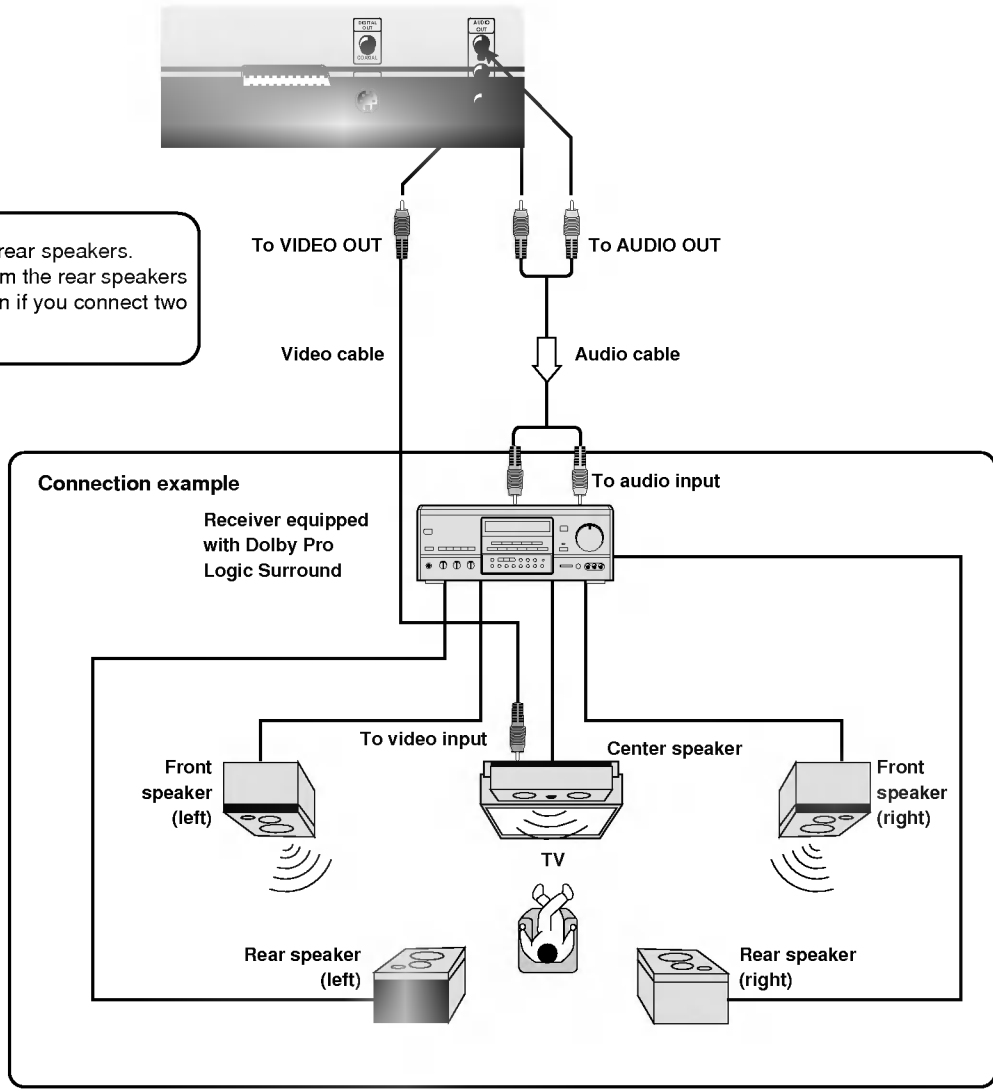 DIGITAL
OUT
COAXIAL
AUDIO
OUT
rear speakers.
m the rear speakers
n if you connect two
To VIDEO OUT
To AUDIO OUT
Video cable
Audio cable
Connection example
To audio input
Receiver equipped
with Dolby Pro
Logic Surround
To video input
Center speaker
Front
speaker
(left)
Front
speaker
(right)
TV
Rear speaker
(left)
Rear speaker
(right)